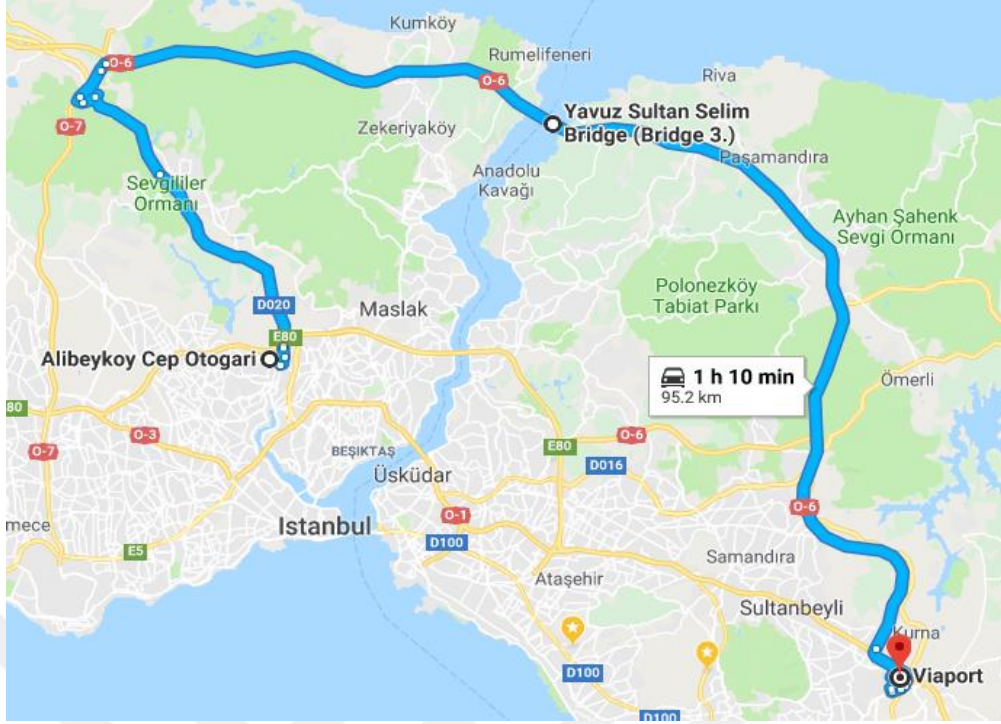 Kumköy
Rumelifeneri
O-6
Riva
O-6
Yavuz Sultan Selim
Bridge (Bridge 3.)
O-7
Zekeriyaköy
Paşamandıra
Anadolu
Kavağı
Sevgililer
Ormanı
Ayhan Şahenk
Sevgi Ormanı
Polonezköy
Tabiat Parkı
D020
Maslak
E80
Alibeykoy Cep Otogari
1 h 10 min
95.2 km
Ömerli
80
O-3
O-7
BEŞİKTAŞ
E80
O-6
D016
Üsküdar
O-6
O-1
mece
Istanbul
D100
E5
Samandıra
Ataşehir
Sultanbeyli
Kurna
Viaport
D100
D100